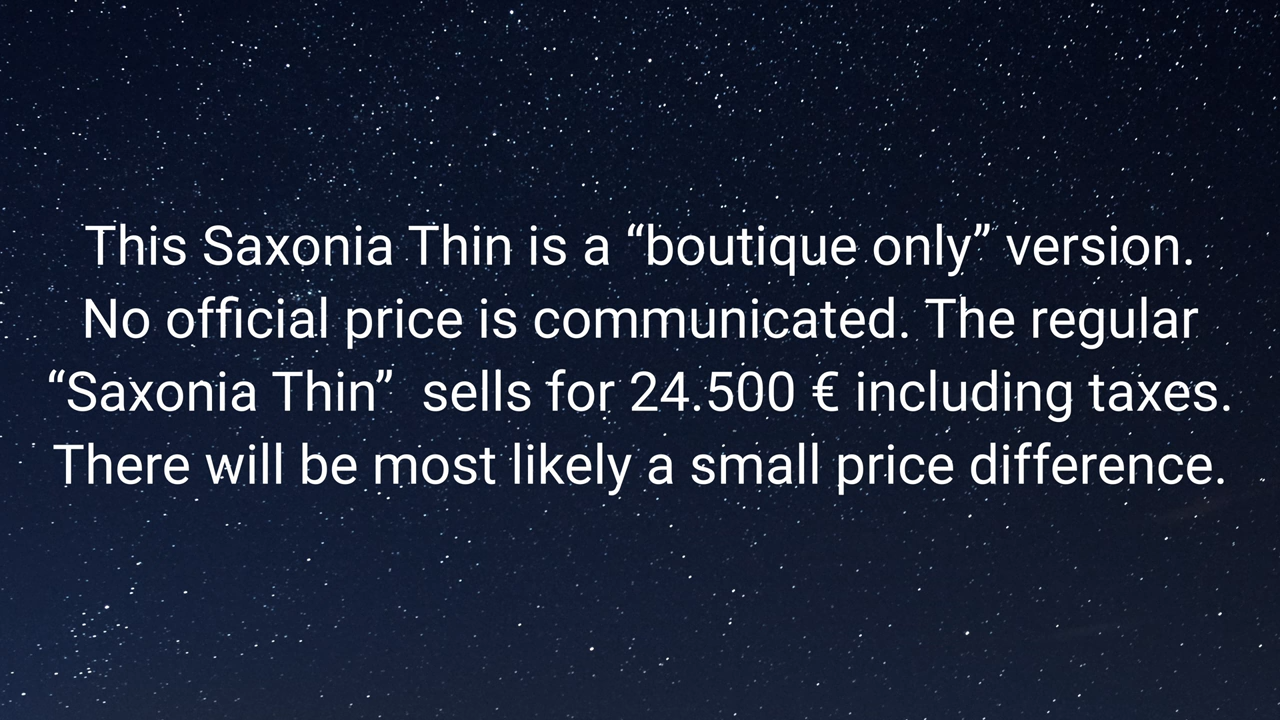 This Saxonia Thin is a “boutique only” version.
No official price is communicated. The regular
“Saxonia Thin”  sells for 24.500 € including taxes.
There will be most likely a small price difference.